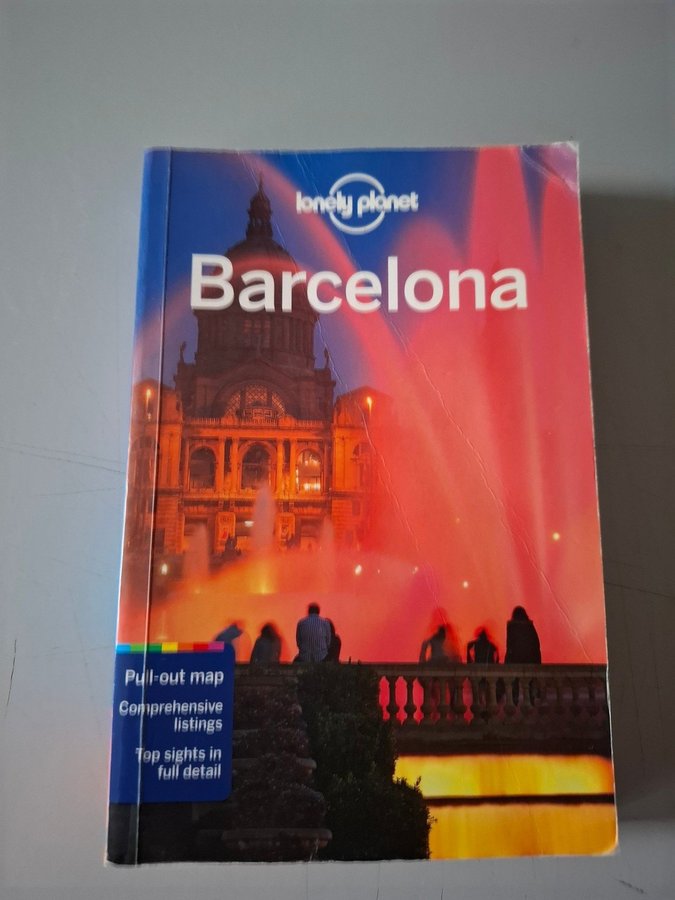 lonely planet
Barcelona
Pull-out map
Comprehensive
listings
Top sights in
full detail